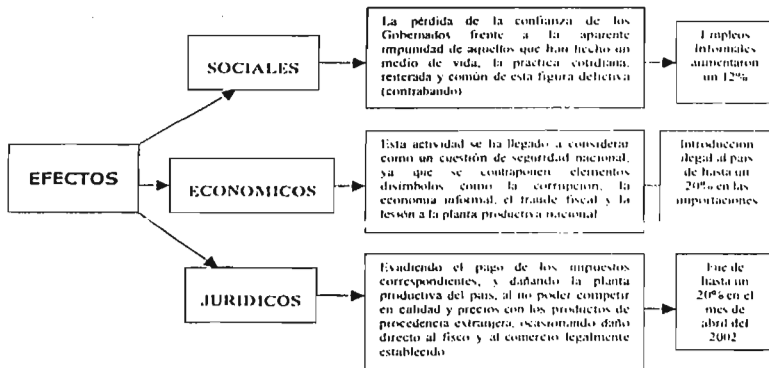 EFECTOS
SOCIALES
La pérdida de la confianza de los
Gobernados frente a la aparente
impunidad de aquellos que han hecho un
medio de vida, la practica cotidiana,
reiterada y común de esta figura delictiva
(contrabando)
Empleos
Informales
aumentaron
un 12%
ECONOMICOS
Esta actividad se ha llegado a considerar
como un cuestión de seguridad nacional,
ya que se contraponen elementos
disímbolos como la corrupción, la
economía informal, el fraude fiscal y la
lesión a la planta productiva nacional
Introducción
ilegal al país
de hasta un
20% en las
importaciones
JURIDICOS
Evadiendo el pago de los impuestos
correspondientes, y dañando la planta
productiva del país, al no poder competir
en calidad y precios con los productos de
procedencia extranjera, ocasionando daño
directo al fisco y al comercio legalmente
establecido
Fue de
hasta un
20% en el
mes de
abril del
2002